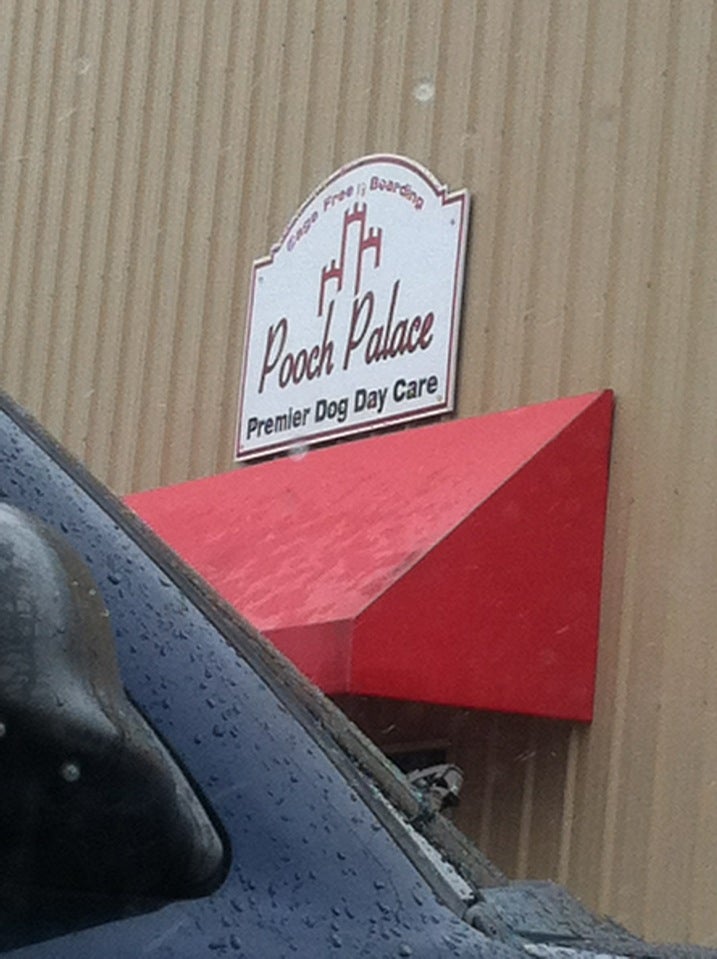 Cage Free Boarding
Pooch Palace
Premier Dog Day Care